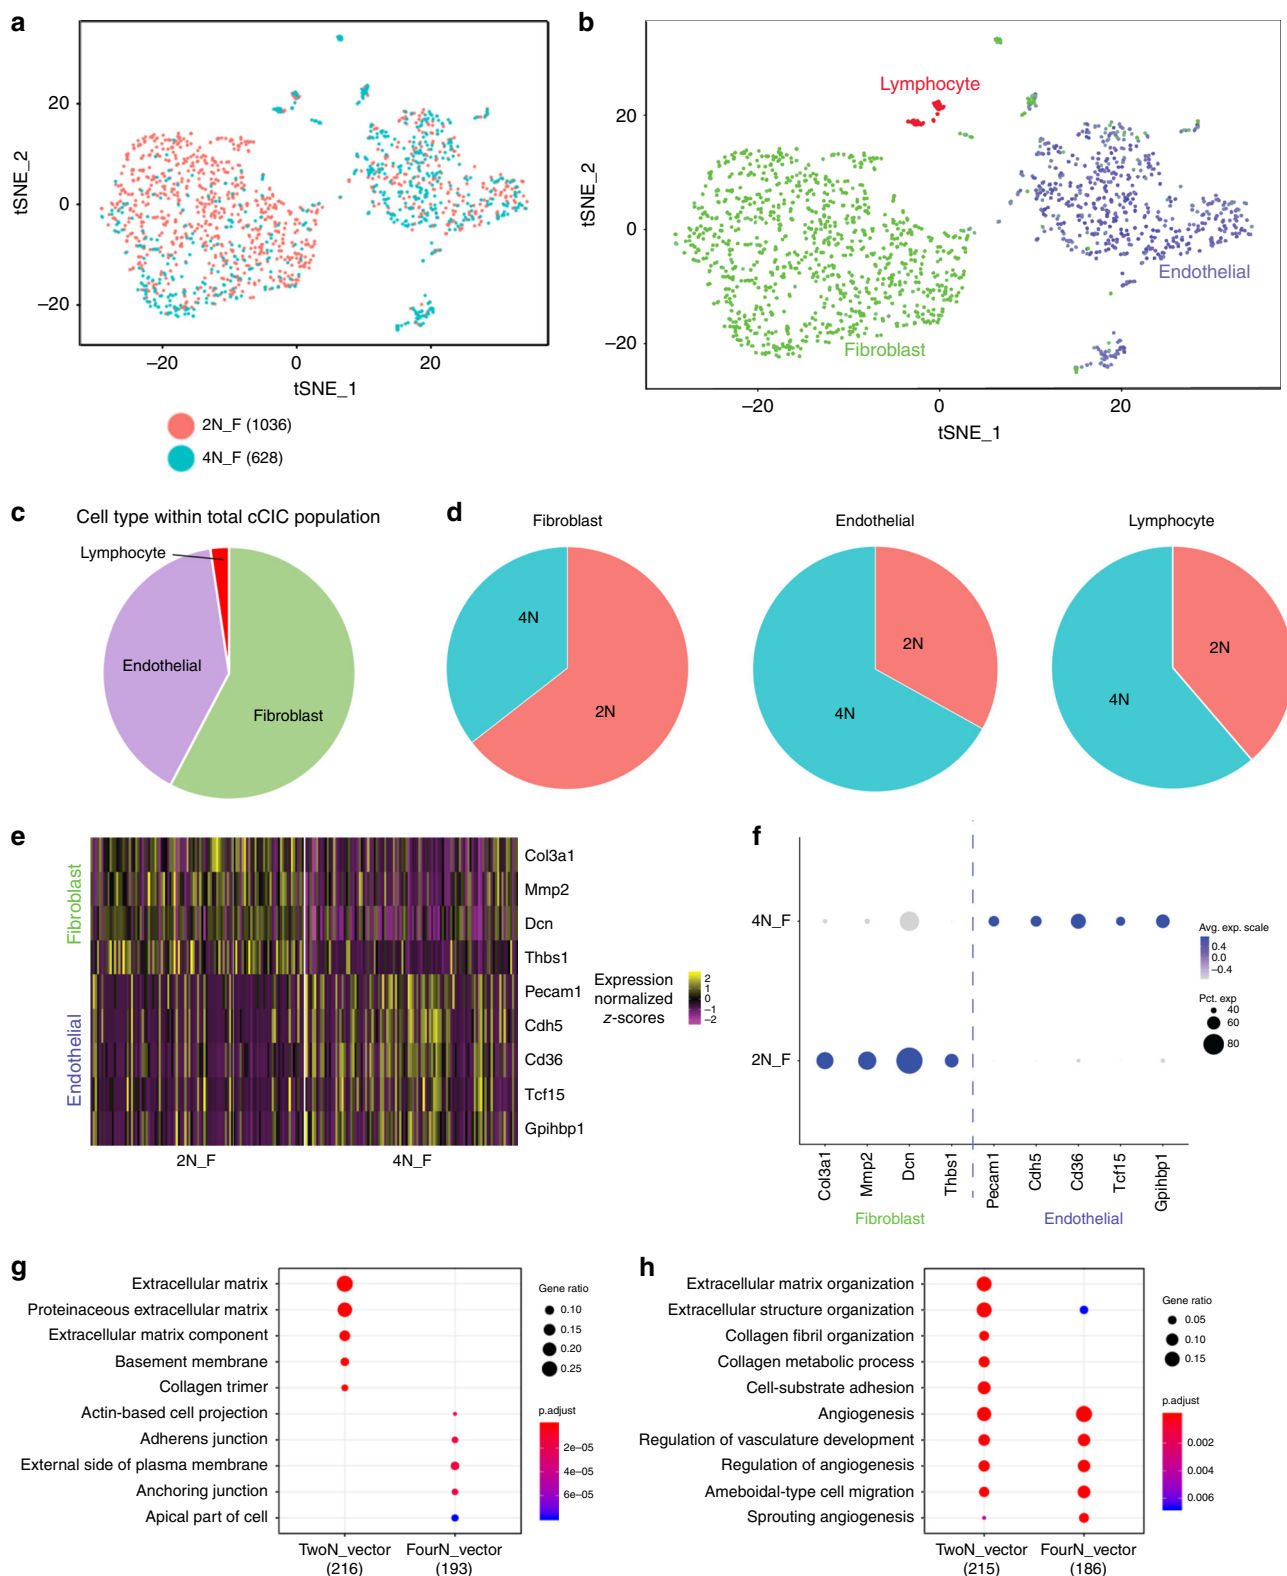 a
20
0
−20
tSNE_2
−20
0
20
tSNE_1
2N_F (1036)
4N_F (628)
b
Lymphocyte
Endothelial
Fibroblast
20
0
−20
tSNE_2
−20
0
20
tSNE_1
c
Cell type within total cCIC population
Lymphocyte
Endothelial
Fibroblast
d
Fibroblast
4N
2N
Endothelial
2N
4N
Lymphocyte
2N
4N
e
Fibroblast
Endothelial
Col3a1
Mmp2
Dcn
Thbs1
Pecam1
Cdh5
Cd36
Tcf15
Gpihbp1
2N_F
4N_F
Expression
normalized
z-scores
2
1
0
−1
−2
f
4N_F
2N_F
Col3a1
Mmp2
Dcn
Thbs1
Pecam1
Cdh5
Cd36
Tcf15
Gpihbp1
Fibroblast
Endothelial
Avg. exp. scale
0.4
0.0
−0.4
Pct. exp
40
60
80
g
Extracellular matrix
Proteinaceous extracellular matrix
Extracellular matrix component
Basement membrane
Collagen trimer
Actin-based cell projection
Adherens junction
External side of plasma membrane
Anchoring junction
Apical part of cell
TwoN_vector
(216)
FourN_vector
(193)
Gene ratio
0.10
0.15
0.20
0.25
p.adjust
2e−05
4e−05
6e−05
h
Extracellular matrix organization
Extracellular structure organization
Collagen fibril organization
Collagen metabolic process
Cell-substrate adhesion
Angiogenesis
Regulation of vasculature development
Regulation of angiogenesis
Ameboidal-type cell migration
Sprouting angiogenesis
TwoN_vector
(215)
FourN_vector
(186)
Gene ratio
0.05
0.10
0.15
p.adjust
0.002
0.004
0.006